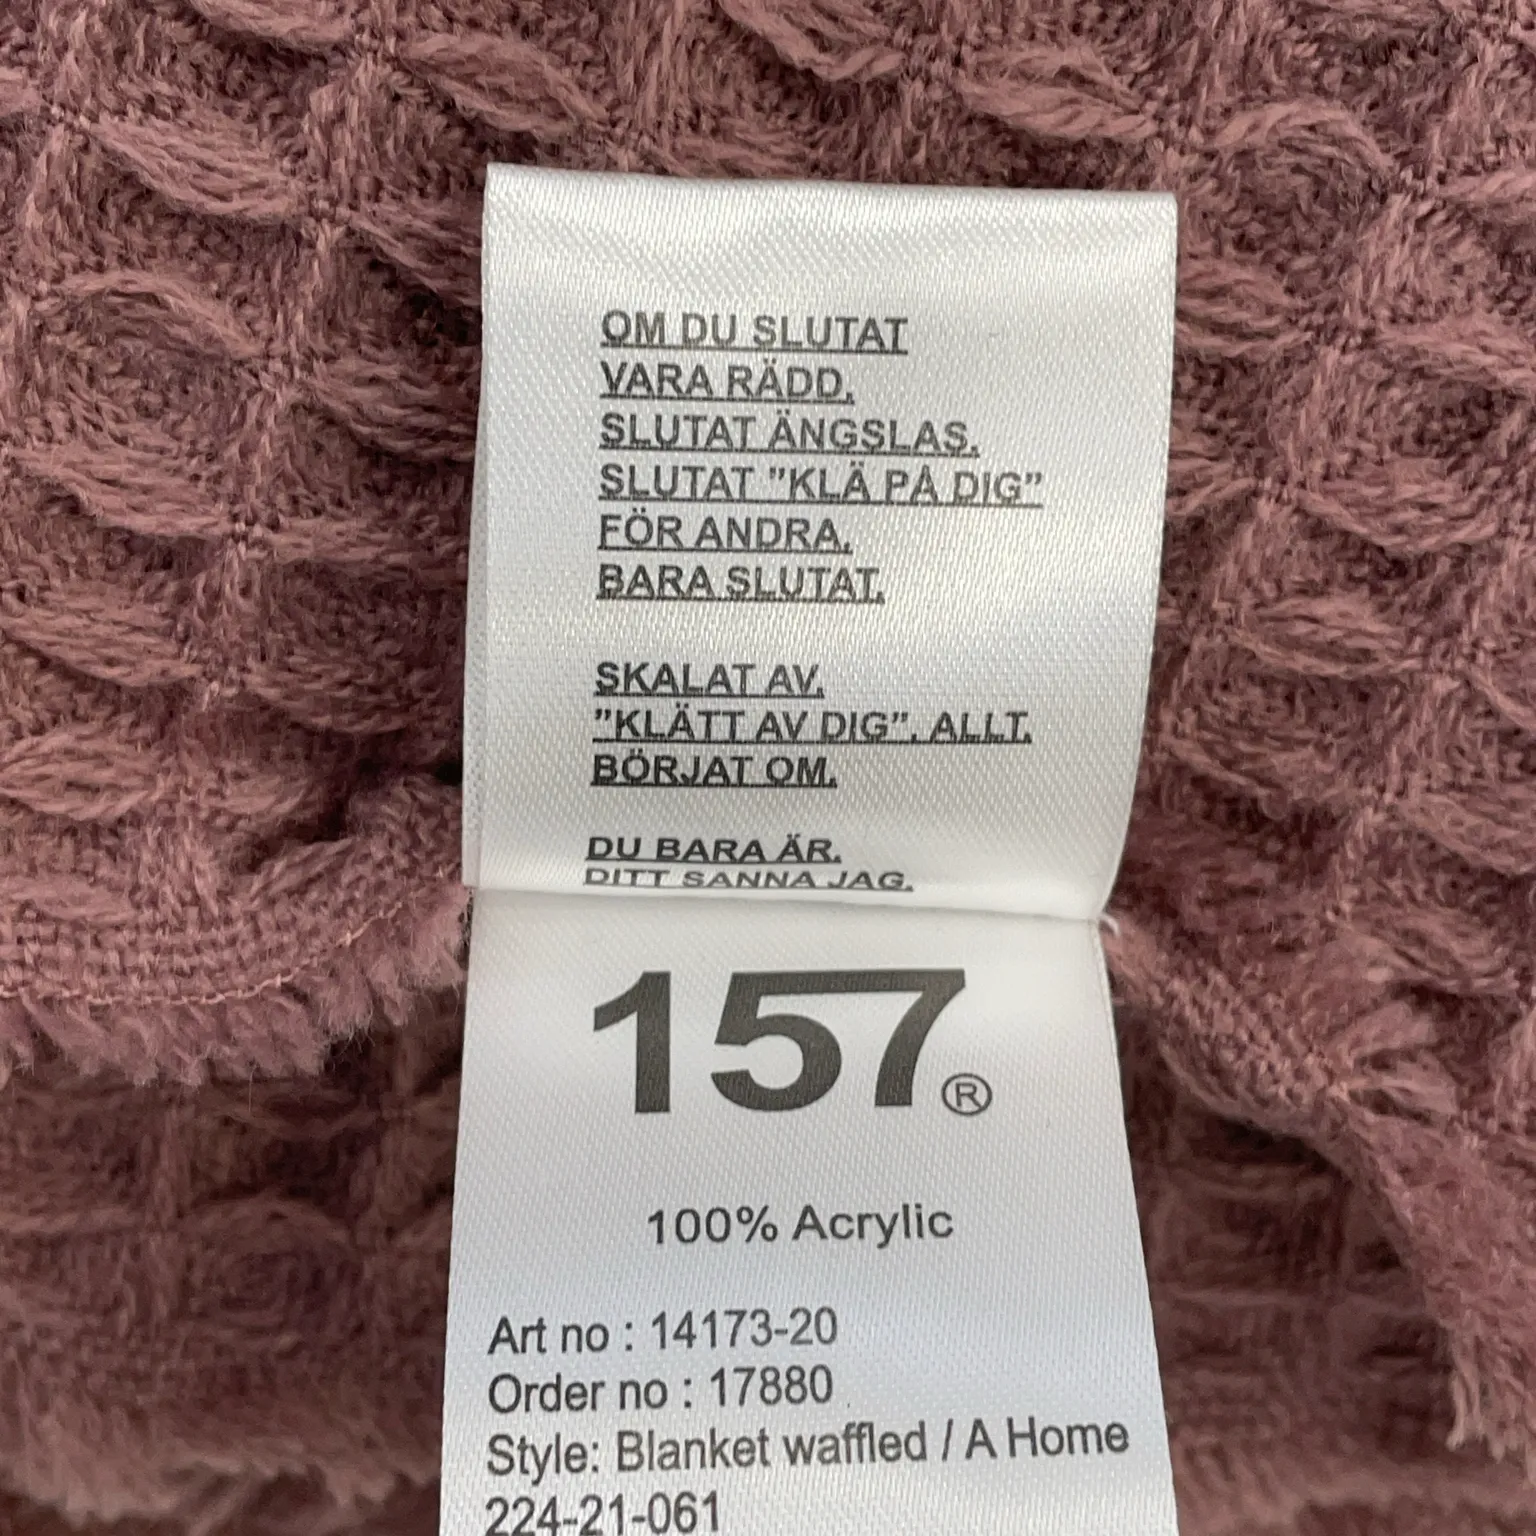 OM DU SLUTAT
VARA RÄDD,
SLUTAT ÄNGSLAS,
SLUTAT ”KLÄ PÅ DIG”
FÖR ANDRA,
BARA SLUTAT,
SKALAT AV,
”KLÄTT AV DIG”, ALLT,
BÖRJAT OM,
DU BARA ÄR.
DITT SANNA JAG.
157®
100% Acrylic
Art no : 14173-20
Order no : 17880
Style: Blanket waffled / A Home
224-21-061